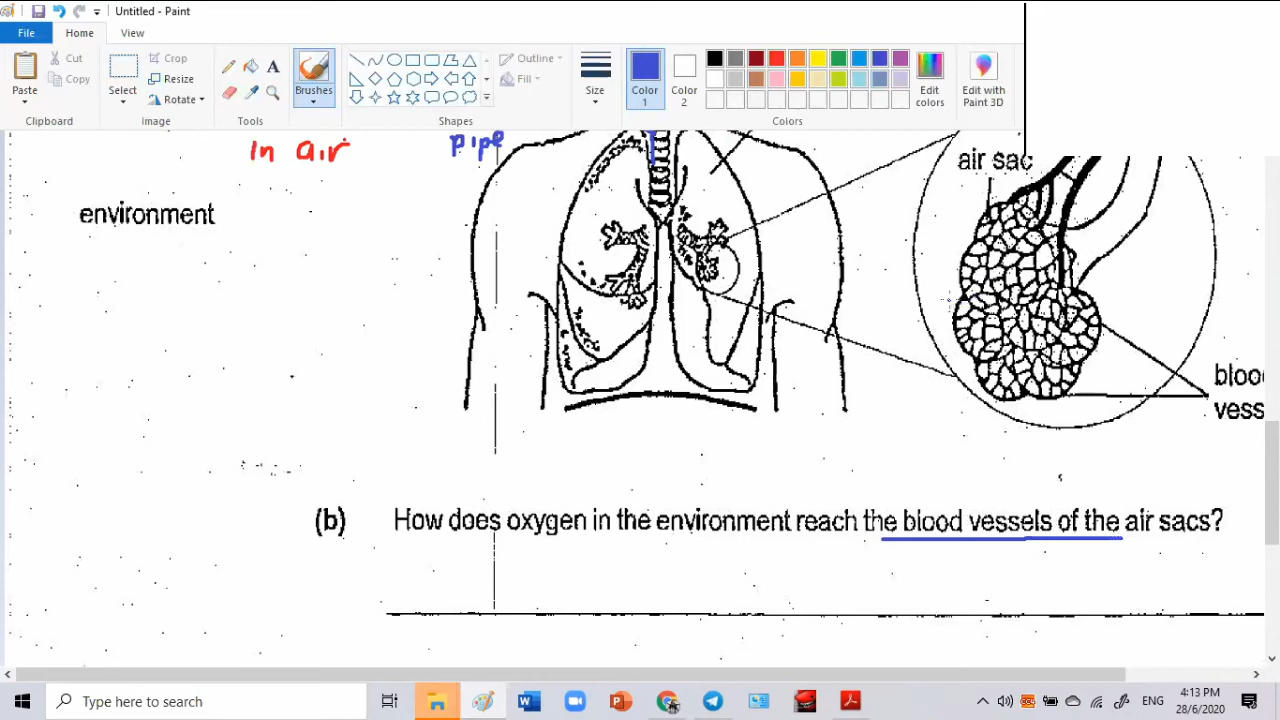 Untitled - Paint
File Home View
Paste
Cut
Copy
Clipboard
Select
Crop
Resize
Rotate
Image
Tools
Brushes
Shapes
Outline
Fill
Size
Color 1
Color 2
Colors
Edit colors
Edit with Paint 3D
In air
pipe
air sac
environment
(b) How does oxygen in the environment reach the blood vessels of the air sacs?
Type here to search
ENG
4:13 PM
28/6/2020